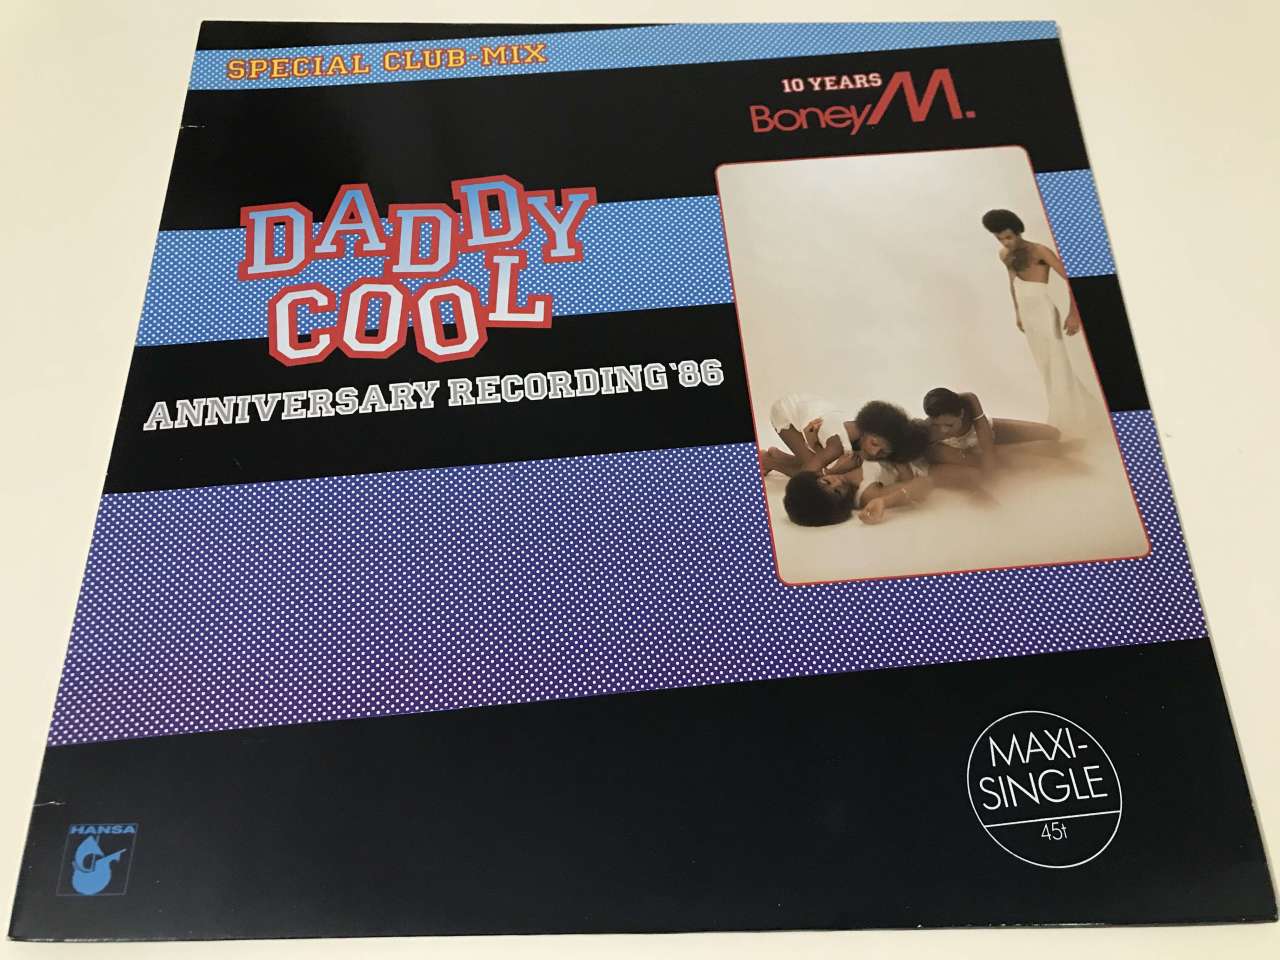 SPECIAL CLUB-MIX
10 YEARS
Boney M.
DADDY
COOL
ANNIVERSARY RECORDING '86
MAXI-
SINGLE
45t
HANSA